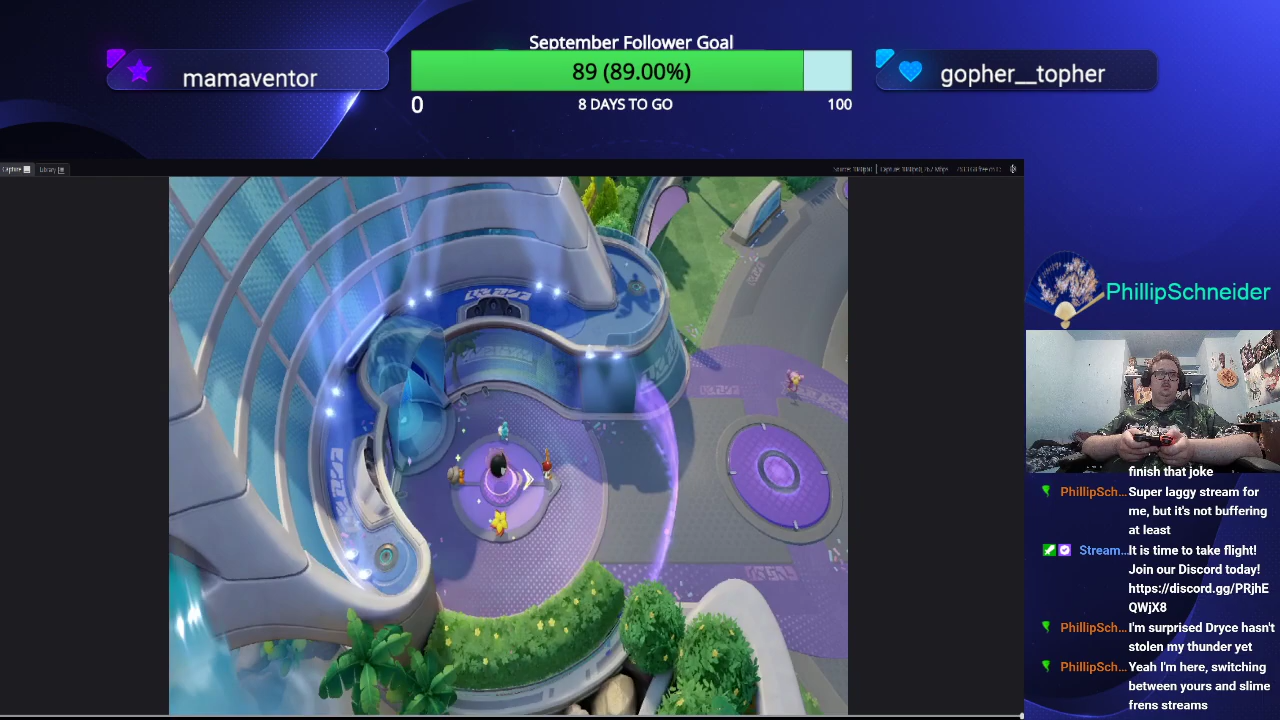 September Follower Goal
mamaventor
89 (89.00%)
gopher__topher
0
8 DAYS TO GO
100
Capture
Library
PhillipSchneider
finish that joke
PhillipSch... Super laggy stream for
me, but it's not buffering
at least
Stream... It is time to take flight!
Join our Discord today!
https://discord.gg/PRjhE
QWjX8
PhillipSch... I'm surprised Dryce hasn't
stolen my thunder yet
PhillipSch... Yeah I'm here, switching
between yours and slime
frens streams